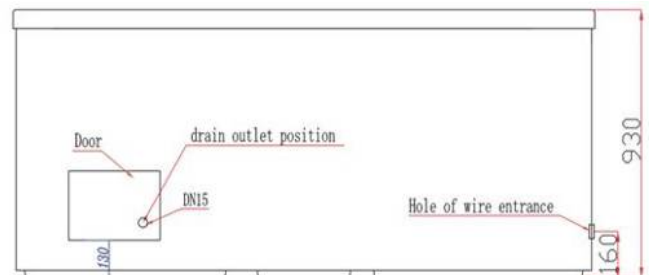 Door
drain outlet position
DN15
Hole of wire entrance
930
130
160